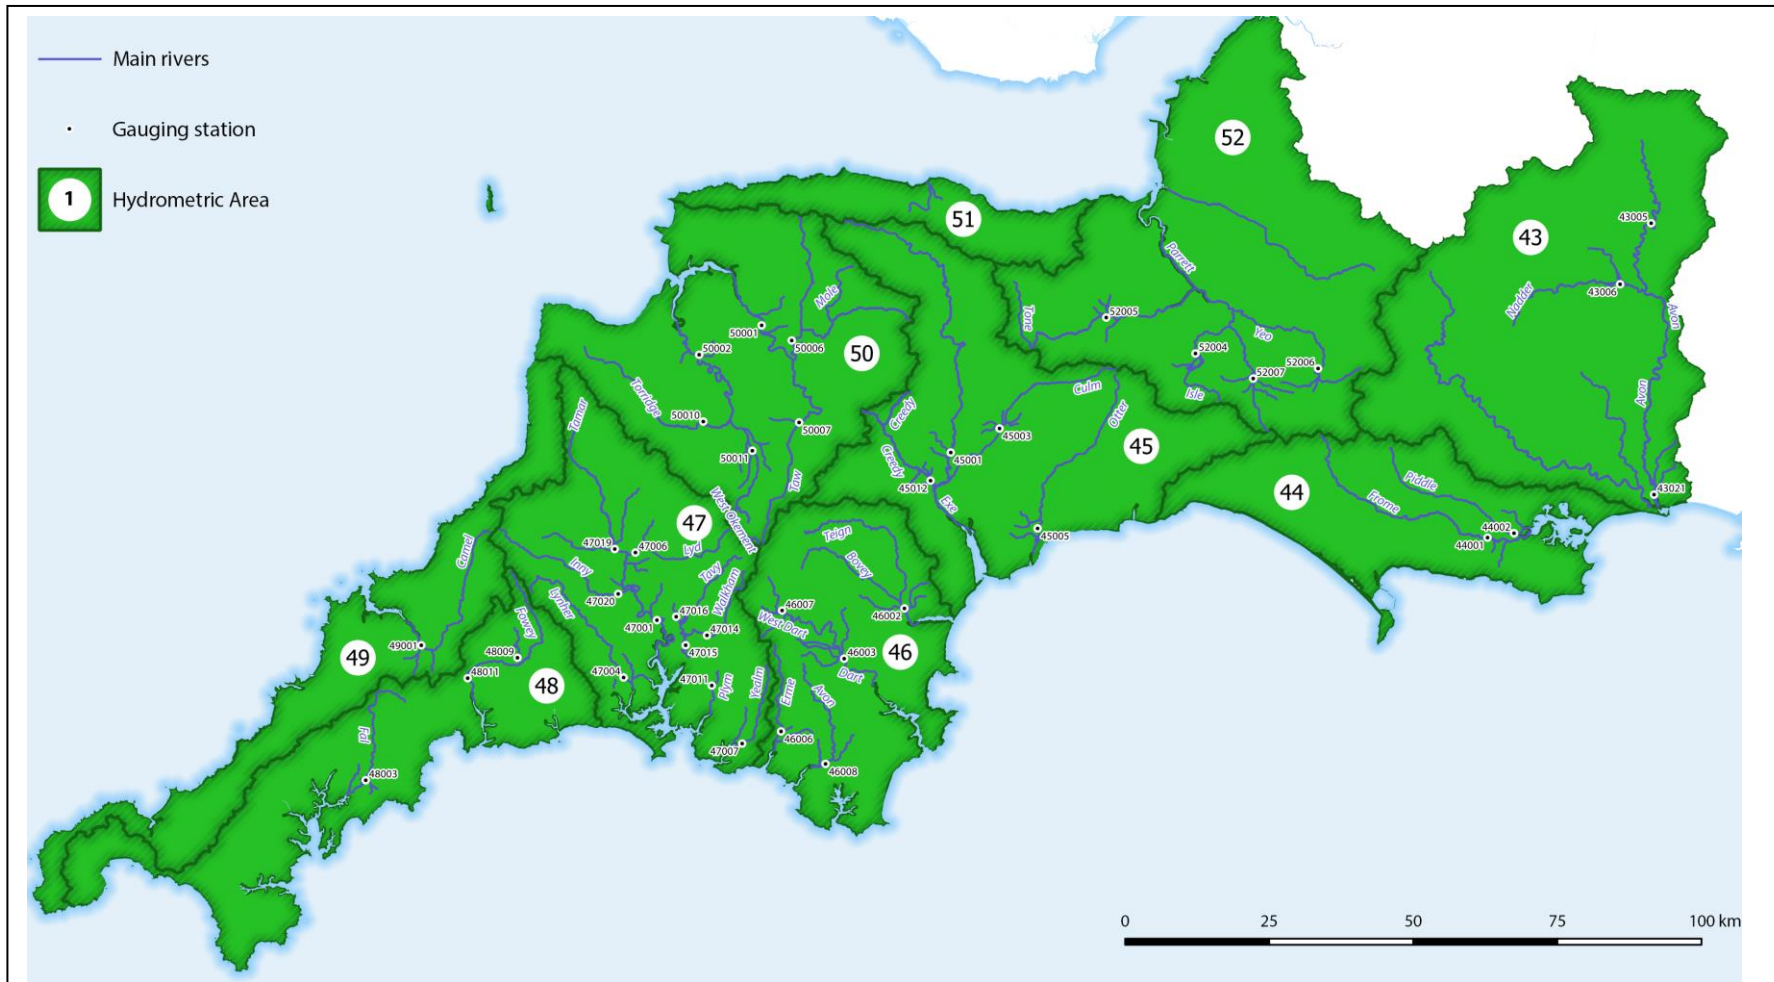 Main rivers
Gauging station
1
Hydrometric Area
52
51
43
43005
Parrett
Nadder
43006
Avon
Mole
Tone
52005
50001
50006
50
50002
Yeo
52004
52006
52007
Isle
Avon
Torridge
Tamar
50010
50007
Creedy
Culm
Otter
45003
45
50011
Creedy
45001
45012
Taw
Exe
44
Piddle
Frome
43021
West Okement
47
Teign
45005
44002
44001
Camel
47019
47006
Lyd
Inny
Tavy
Bovey
Lynher
Walkham
47020
46007
46002
Fowey
47016
47001
47014
West Dart
49001
47015
46
49
48009
46003
48011
48
47004
47011
Plym
Yealm
Erme
Avon
Dart
Fal
46006
47007
46008
48003
0
25
50
75
100 km